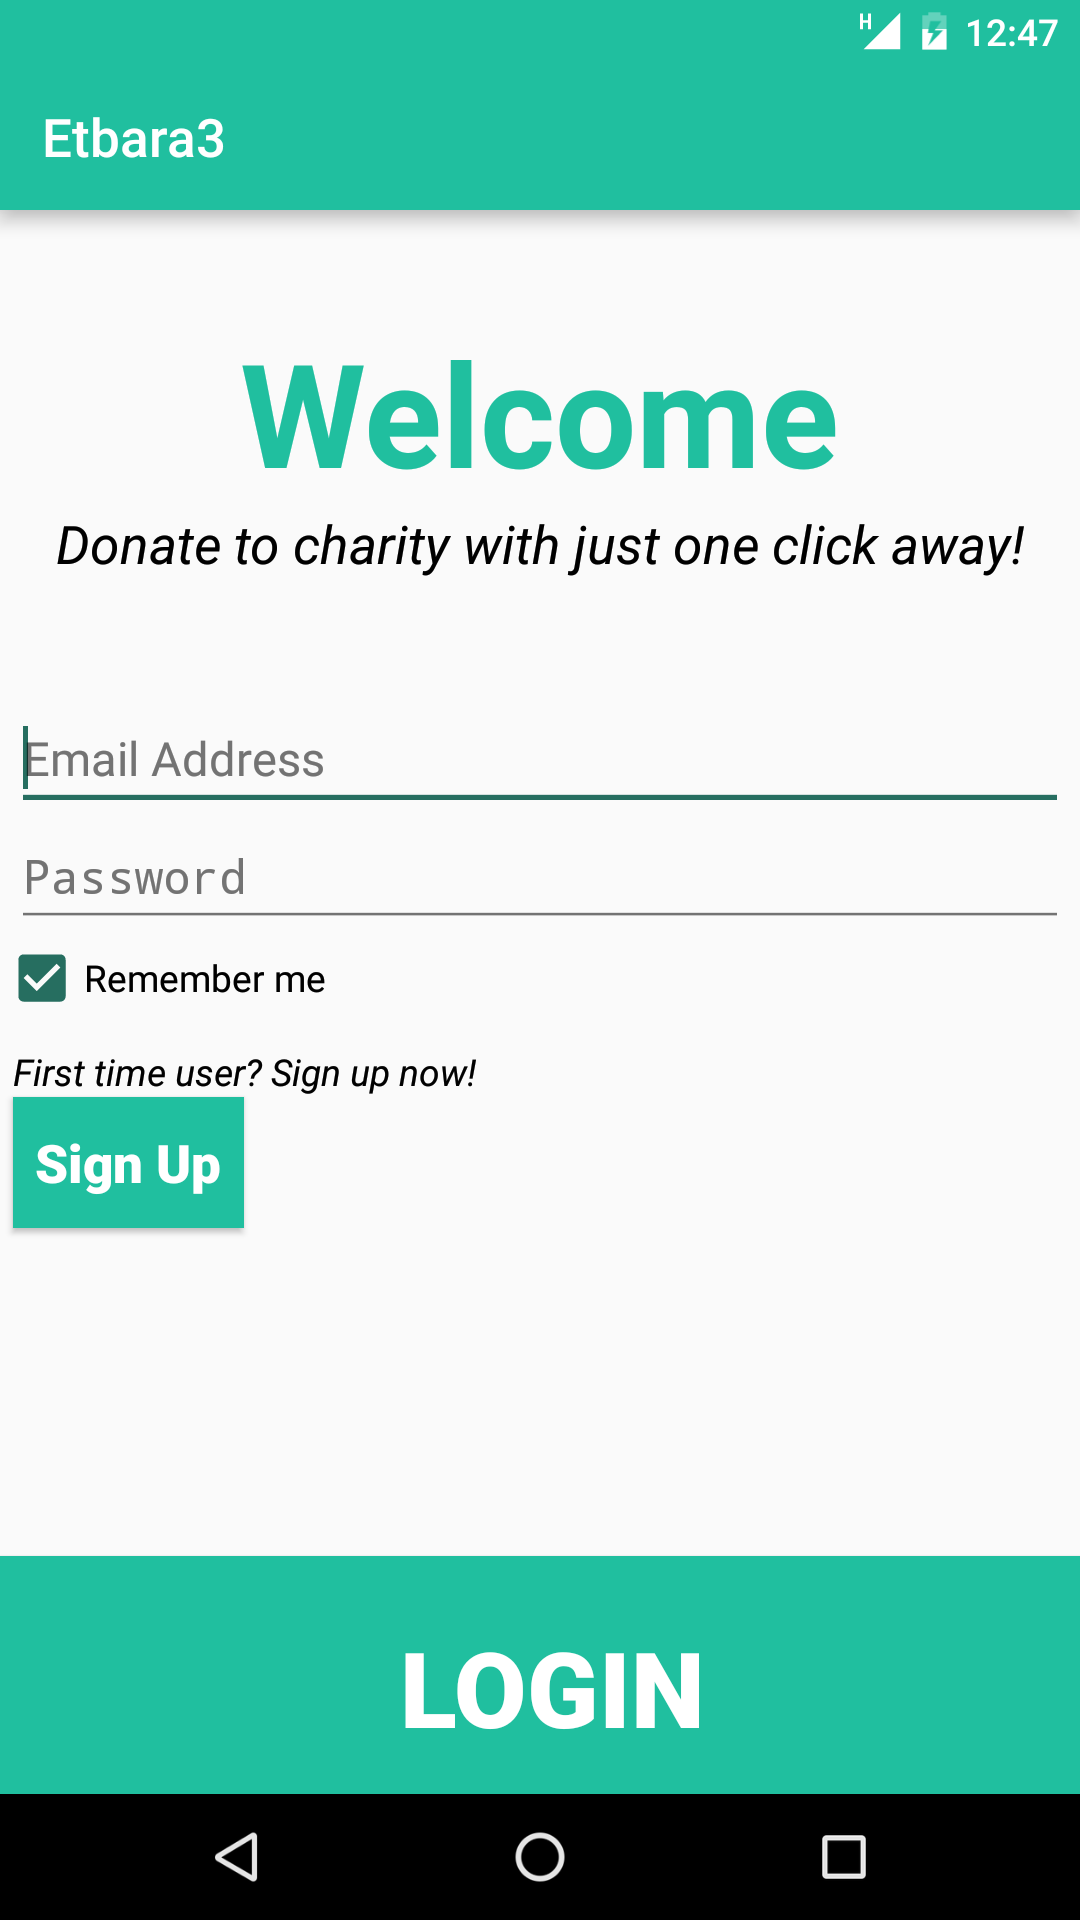 H 12:47
Etbara3
Welcome
Donate to charity with just one click away!
Email Address
Password
Remember me
First time user? Sign up now!
Sign Up
LOGIN